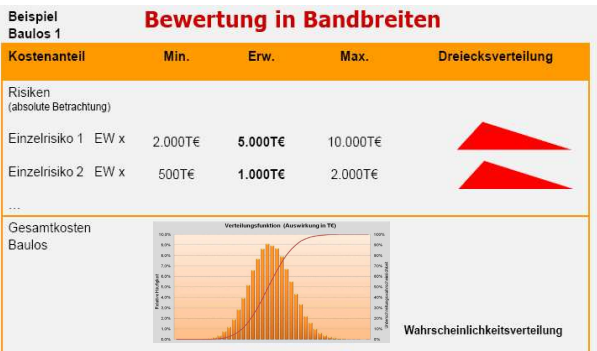 Beispiel
Baulos 1
Bewertung in Bandbreiten
Kostenanteil Min. Erw. Max. Dreiecksverteilung
Risiken
(absolute Betrachtung)
Einzelrisiko 1 EW x 2.000T€ 5.000T€ 10.000T€
Einzelrisiko 2 EW x 500T€ 1.000T€ 2.000T€
...
Gesamtkosten
Baulos
Verteilungsfunktion (Auswirkung in T€)
Wahrscheinlichkeitsverteilung